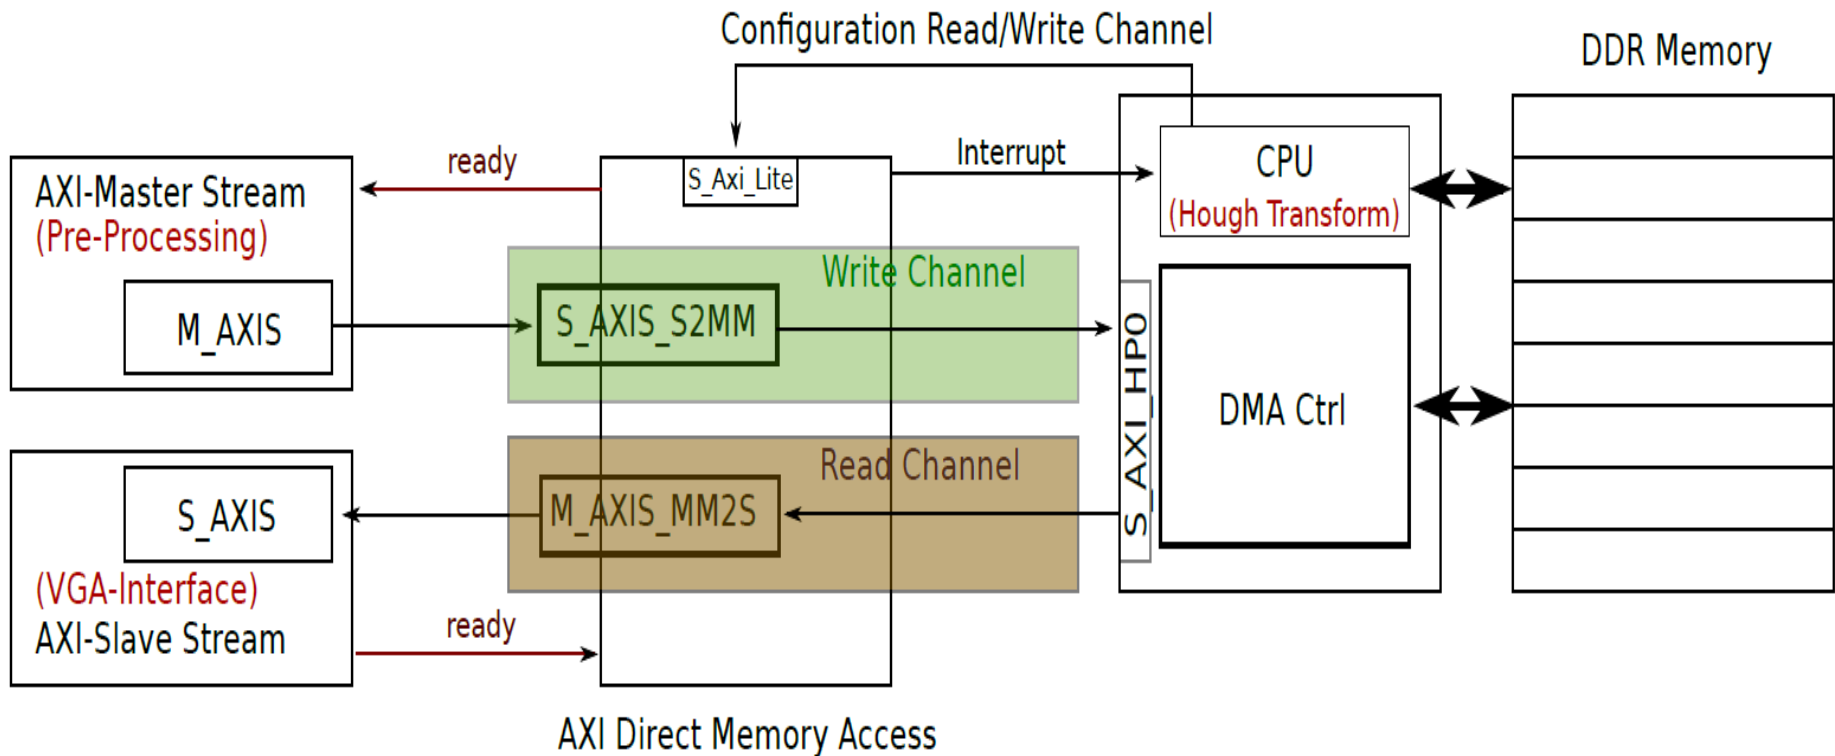 Configuration Read/Write Channel
DDR Memory
ready
Interrupt
AXI-Master Stream
(Pre-Processing)
S_Axi_Lite
CPU
(Hough Transform)
Write Channel
M_AXIS
S_AXIS_S2MM
S_AXI_HP0
DMA Ctrl
Read Channel
S_AXIS
M_AXIS_MM2S
(VGA-Interface)
AXI-Slave Stream
ready
AXI Direct Memory Access